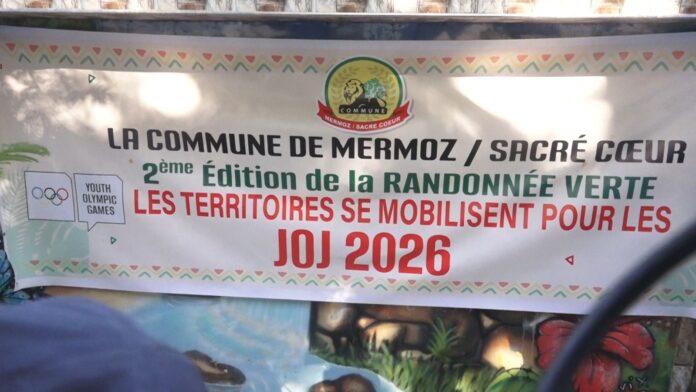 COMMUNE
MERMOZ / SACRE COEUR
LA COMMUNE DE MERMOZ / SACRÉ CŒUR
2ème Édition de la RANDONNÉE VERTE
YOUTH
OLYMPIC
GAMES
LES TERRITOIRES SE MOBILISENT POUR LES
JOJ 2026